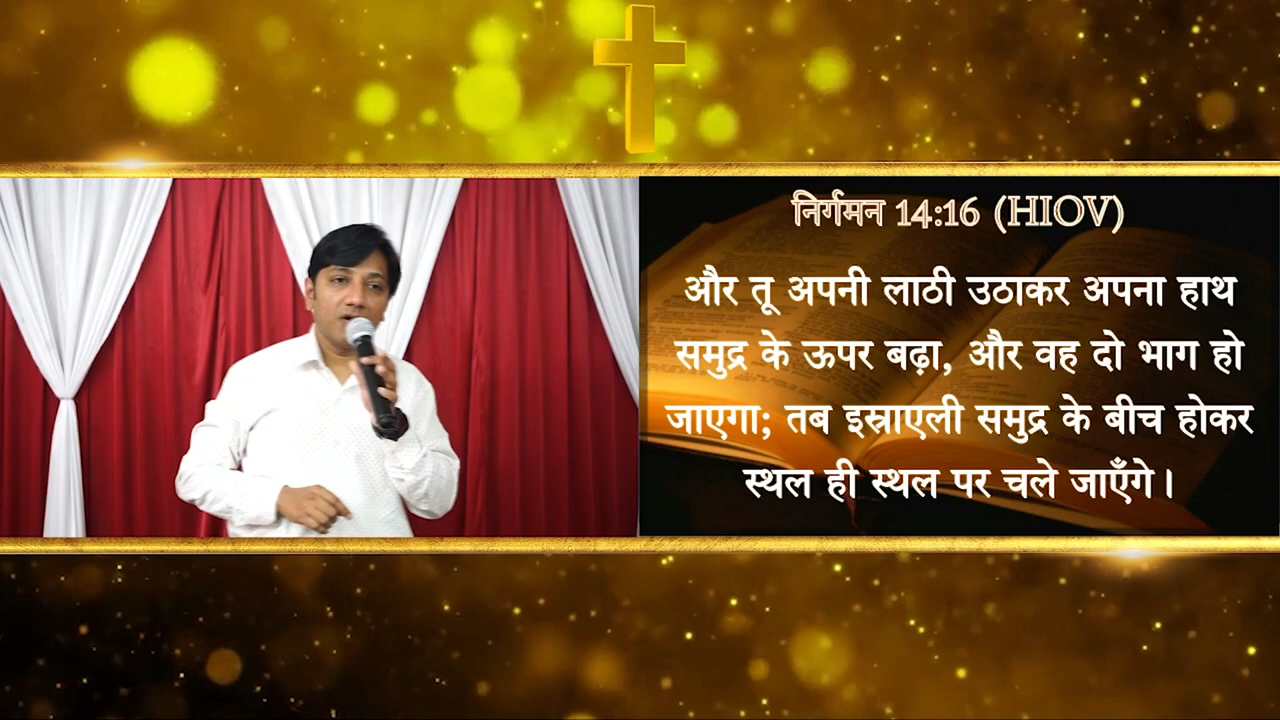 निर्गमन 14:16 (HIOV)
और तू अपनी लाठी उठाकर अपना हाथ
समुद्र के ऊपर बढ़ा, और वह दो भाग हो
जाएगा; तब इस्राएली समुद्र के बीच होकर
स्थल ही स्थल पर चले जाएँगे।